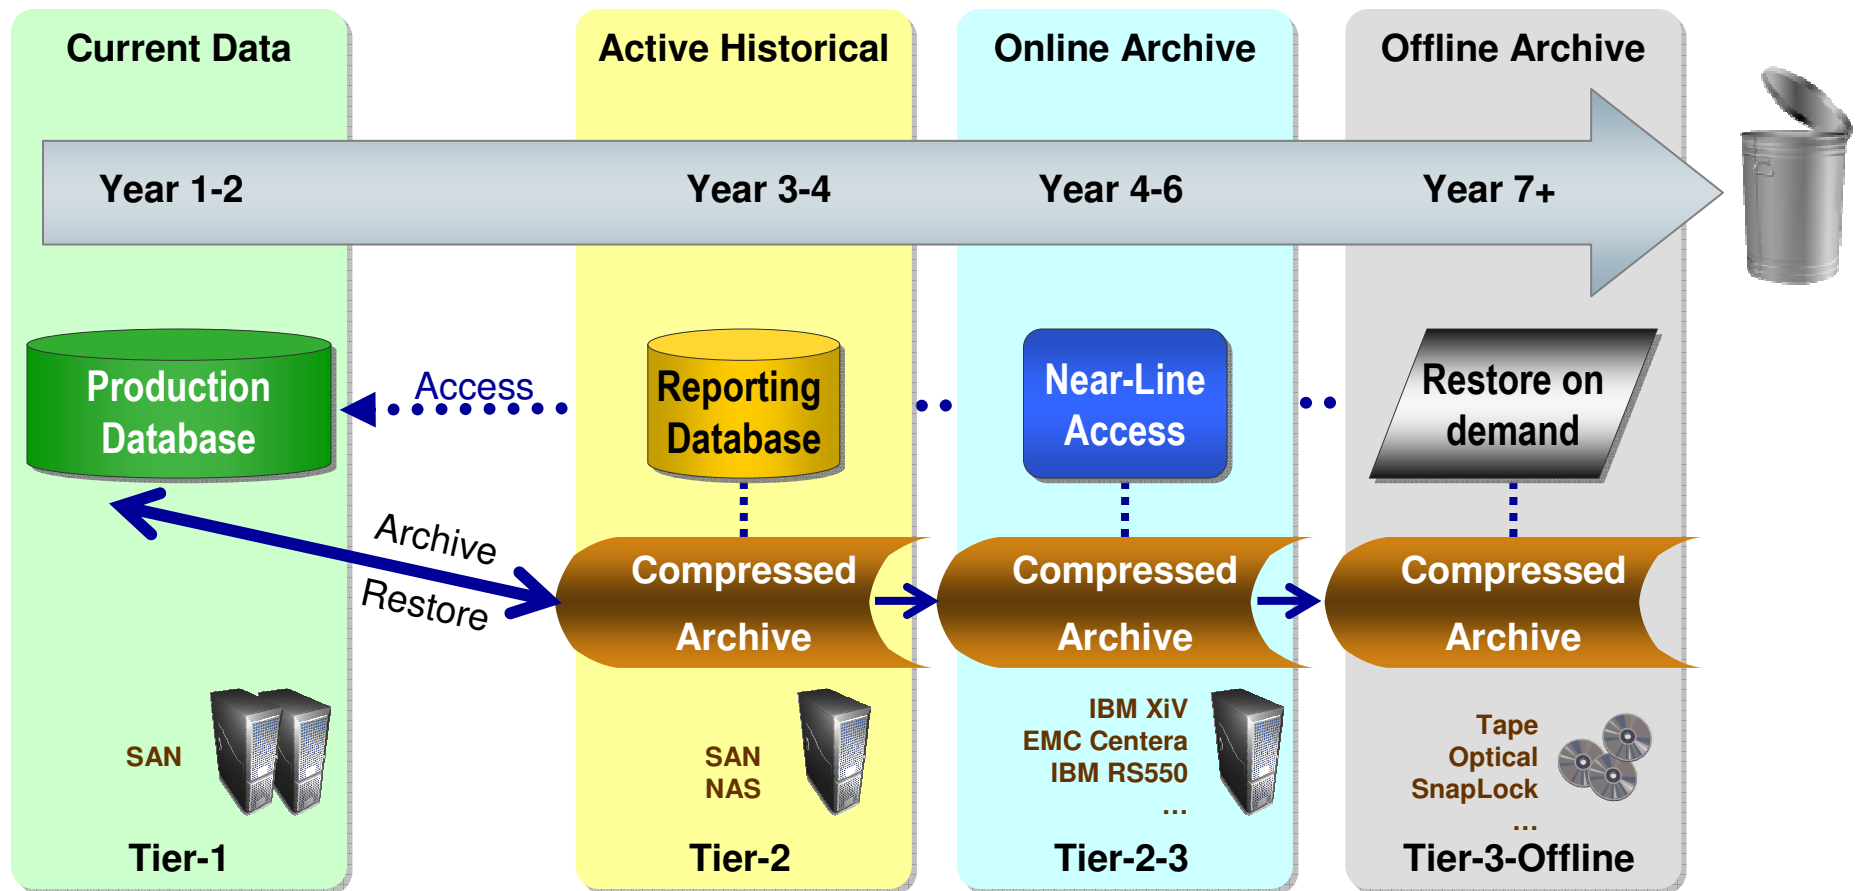 Current Data
Active Historical
Online Archive
Offline Archive
Year 1-2
Year 3-4
Year 4-6
Year 7+
Production
Database
Access
Reporting
Database
Near-Line
Access
Restore on
demand
Archive
Restore
Compressed
Archive
Compressed
Archive
Compressed
Archive
SAN
SAN
NAS
IBM XiV
EMC Centera
IBM RS550
...
Tape
Optical
SnapLock
...
Tier-1
Tier-2
Tier-2-3
Tier-3-Offline